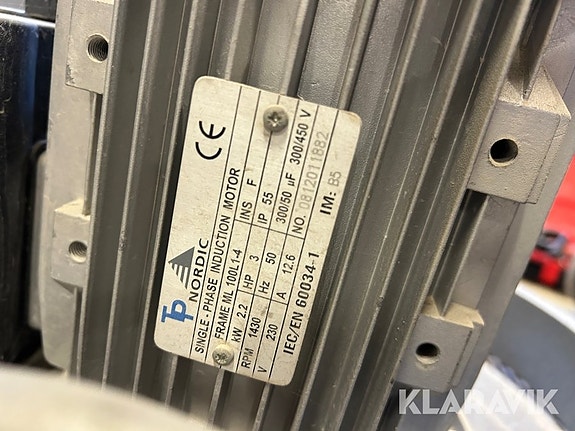 TP NORDIC CE
SINGLE - PHASE INDUCTION MOTOR
FRAME ML 100L1-4 INS F
kW 2.2 HP 3 IP 55
RPM 1430 Hz 50 300/50 uF 300/450 V
V 230 A 12.6 NO. 0812011882
IEC/EN 60034-1 IM: B5
KLARAVIK